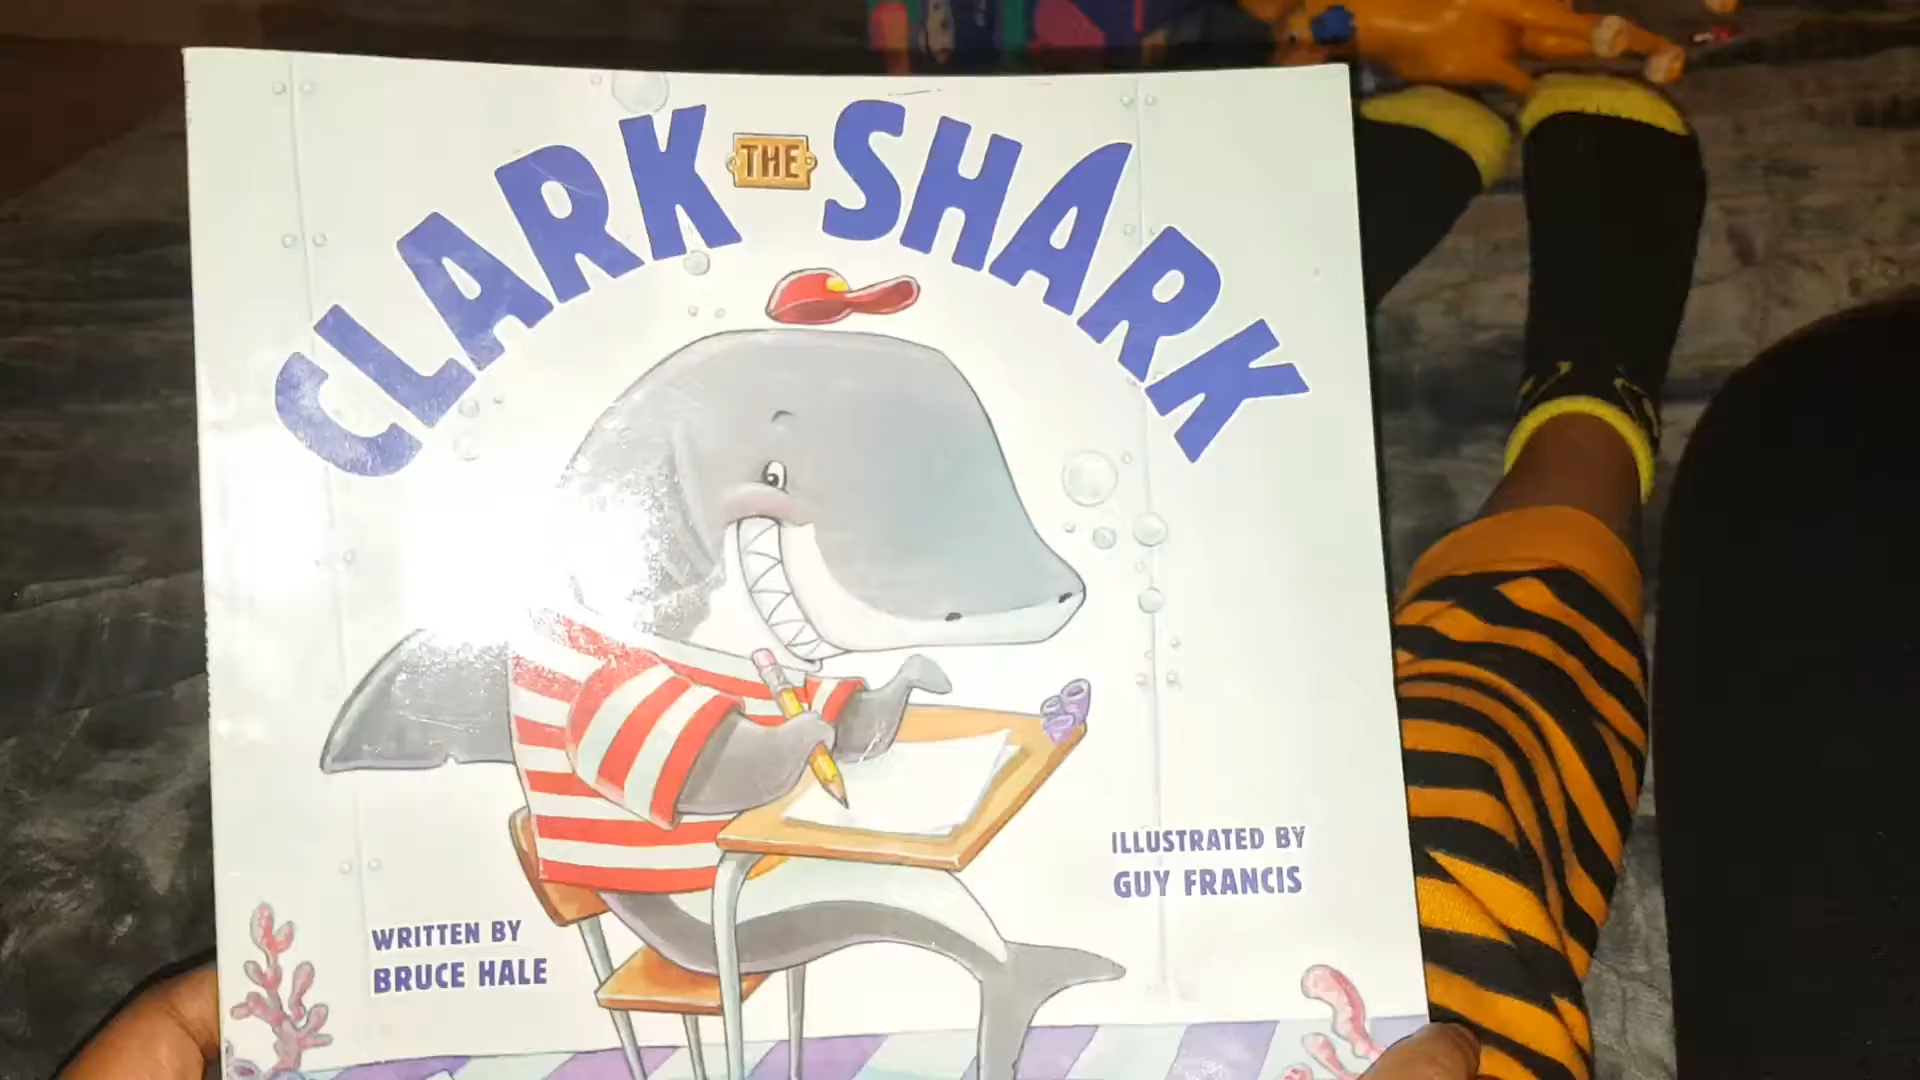 CLARK THE SHARK
ILLUSTRATED BY
GUY FRANCIS
WRITTEN BY
BRUCE HALE